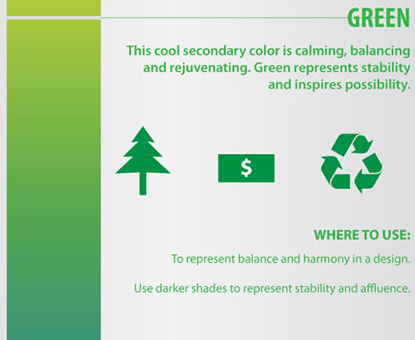 GREEN
This cool secondary color is calming, balancing
and rejuvenating. Green represents stability
and inspires possibility.
$
WHERE TO USE:
To represent balance and harmony in a design.
Use darker shades to represent stability and affluence.